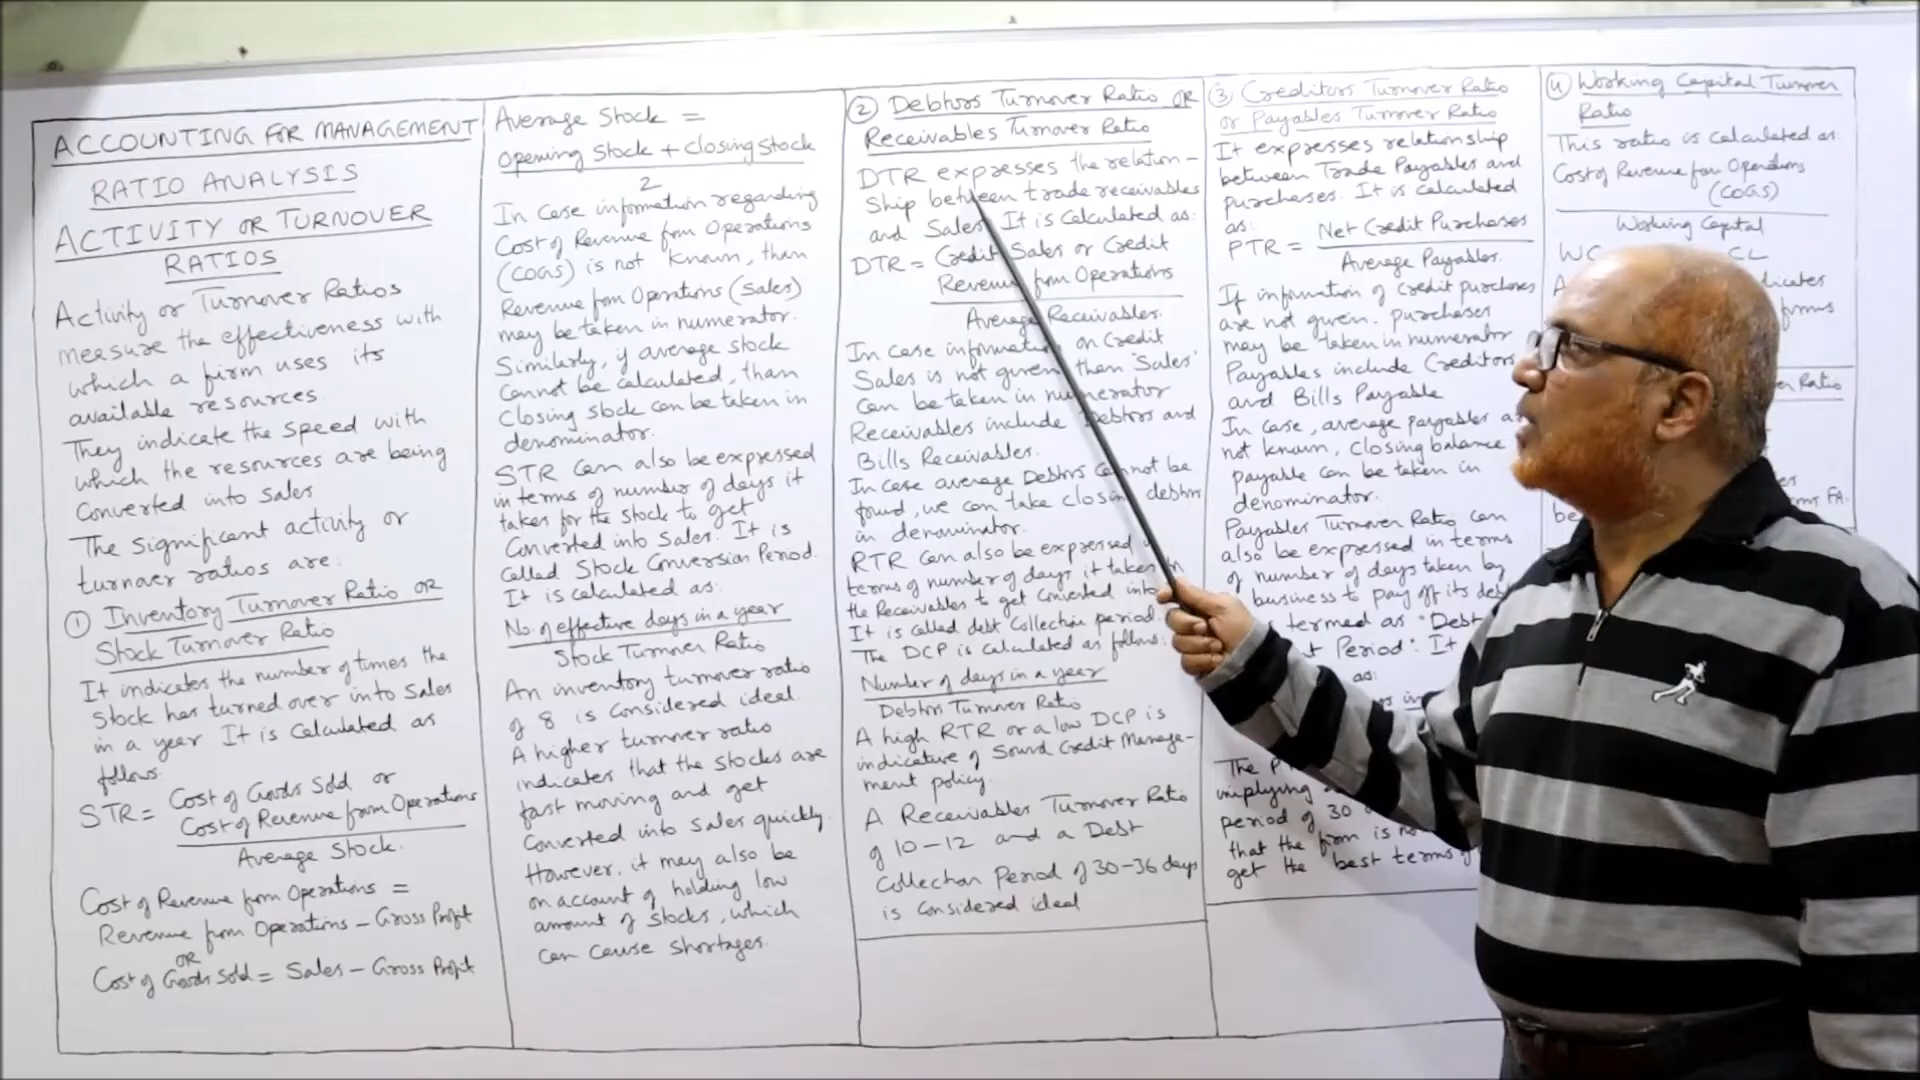 ACCOUNTING FOR MANAGEMENT
RATIO ANALYSIS
ACTIVITY OR TURNOVER
RATIOS
Activity or Turnover Ratios
measure the effectiveness with
which a firm uses its
available resources.
They indicate the speed with
which the resources are being
Converted into Sales
The significant activity or
turnover ratios are:
① Inventory Turnover Ratio OR
Stock Turnover Ratio
It indicates the number of times the
Stock has turned over into sales
in a year It is calculated as
follows.
STR = Cost of Goods Sold or
Cost of Revenue from Operations
Average Stock.
Cost of Revenue from Operations =
Revenue from Operations - Gross Profit
OR
Cost of Goods Sold = Sales - Gross Profit
Average Stock =
Opening Stock + Closing Stock
2
In Case information regarding
Cost of Revenue from Operations
(COGS) is not known, than
Revenue from Operations (Sales)
may be taken in numerator.
Similarly, if average stock
Cannot be calculated, than
Closing stock can be taken in
denominator.
STR can also be expressed
in terms of number of days it
takes for the stock to get
Converted into Sales. It is
Called Stock Conversion Period.
It is calculated as:
No. of effective days in a year
Stock Turnover Ratio
An inventory turnover ratio
of 8 is considered ideal.
A higher turnover ratio
indicates that the stocks are
fast moving and get
Converted into sales quickly.
However, it may also be
on account of holding low
amount of stocks, which
can cause shortages.
② Debtors Turnover Ratio OR
Receivables Turnover Ratio
DTR expresses the relation-
ship between trade receivables
and Sales. It is calculated as:
DTR = Credit Sales or Credit
Revenue from Operations
Average Receivables.
In case information on Credit
Sales is not given than "Sales"
Can be taken in numerator
Receivables include Debtors and
Bills Receivables.
In case average Debtors cannot be
found, we can take closing debtors
in denominator.
RTR can also be expressed
terms of number of days it takes
the Receivables to get converted into
It is called debt Collection period.
The DCP is calculated as follows:
Number of days in a year
Debtors Turnover Ratio
A high RTR or a low DCP is
indicative of Sound Credit Manage-
ment policy.
A Receivables Turnover Ratio
of 10-12 and a Debt
Collection Period of 30-36 days
is considered ideal
③ Creditors Turnover Ratio
or Payables Turnover Ratio
It expresses relationship
between Trade Payables and
purchases. It is calculated
as:
PTR = Net Credit Purchases
Average Payables.
If information of credit purchases
are not given. purchases
may be taken in numerator
Payables include Creditors
and Bills Payable
In case, average payables
not known, Closing balance
payable can be taken in
denominator.
Payables Turnover Ratio can
also be expressed in terms
of number of days taken by
business to pay off its
termed as "Debt
Period". It
as:
The
implying
period of 30
that the firm is
get the best terms
④ Working Capital Turnover
Ratio
This ratio is calculated as:
Cost of Revenue from Operations
(COGS)
Working Capital
WC CL
Ratio
FA.